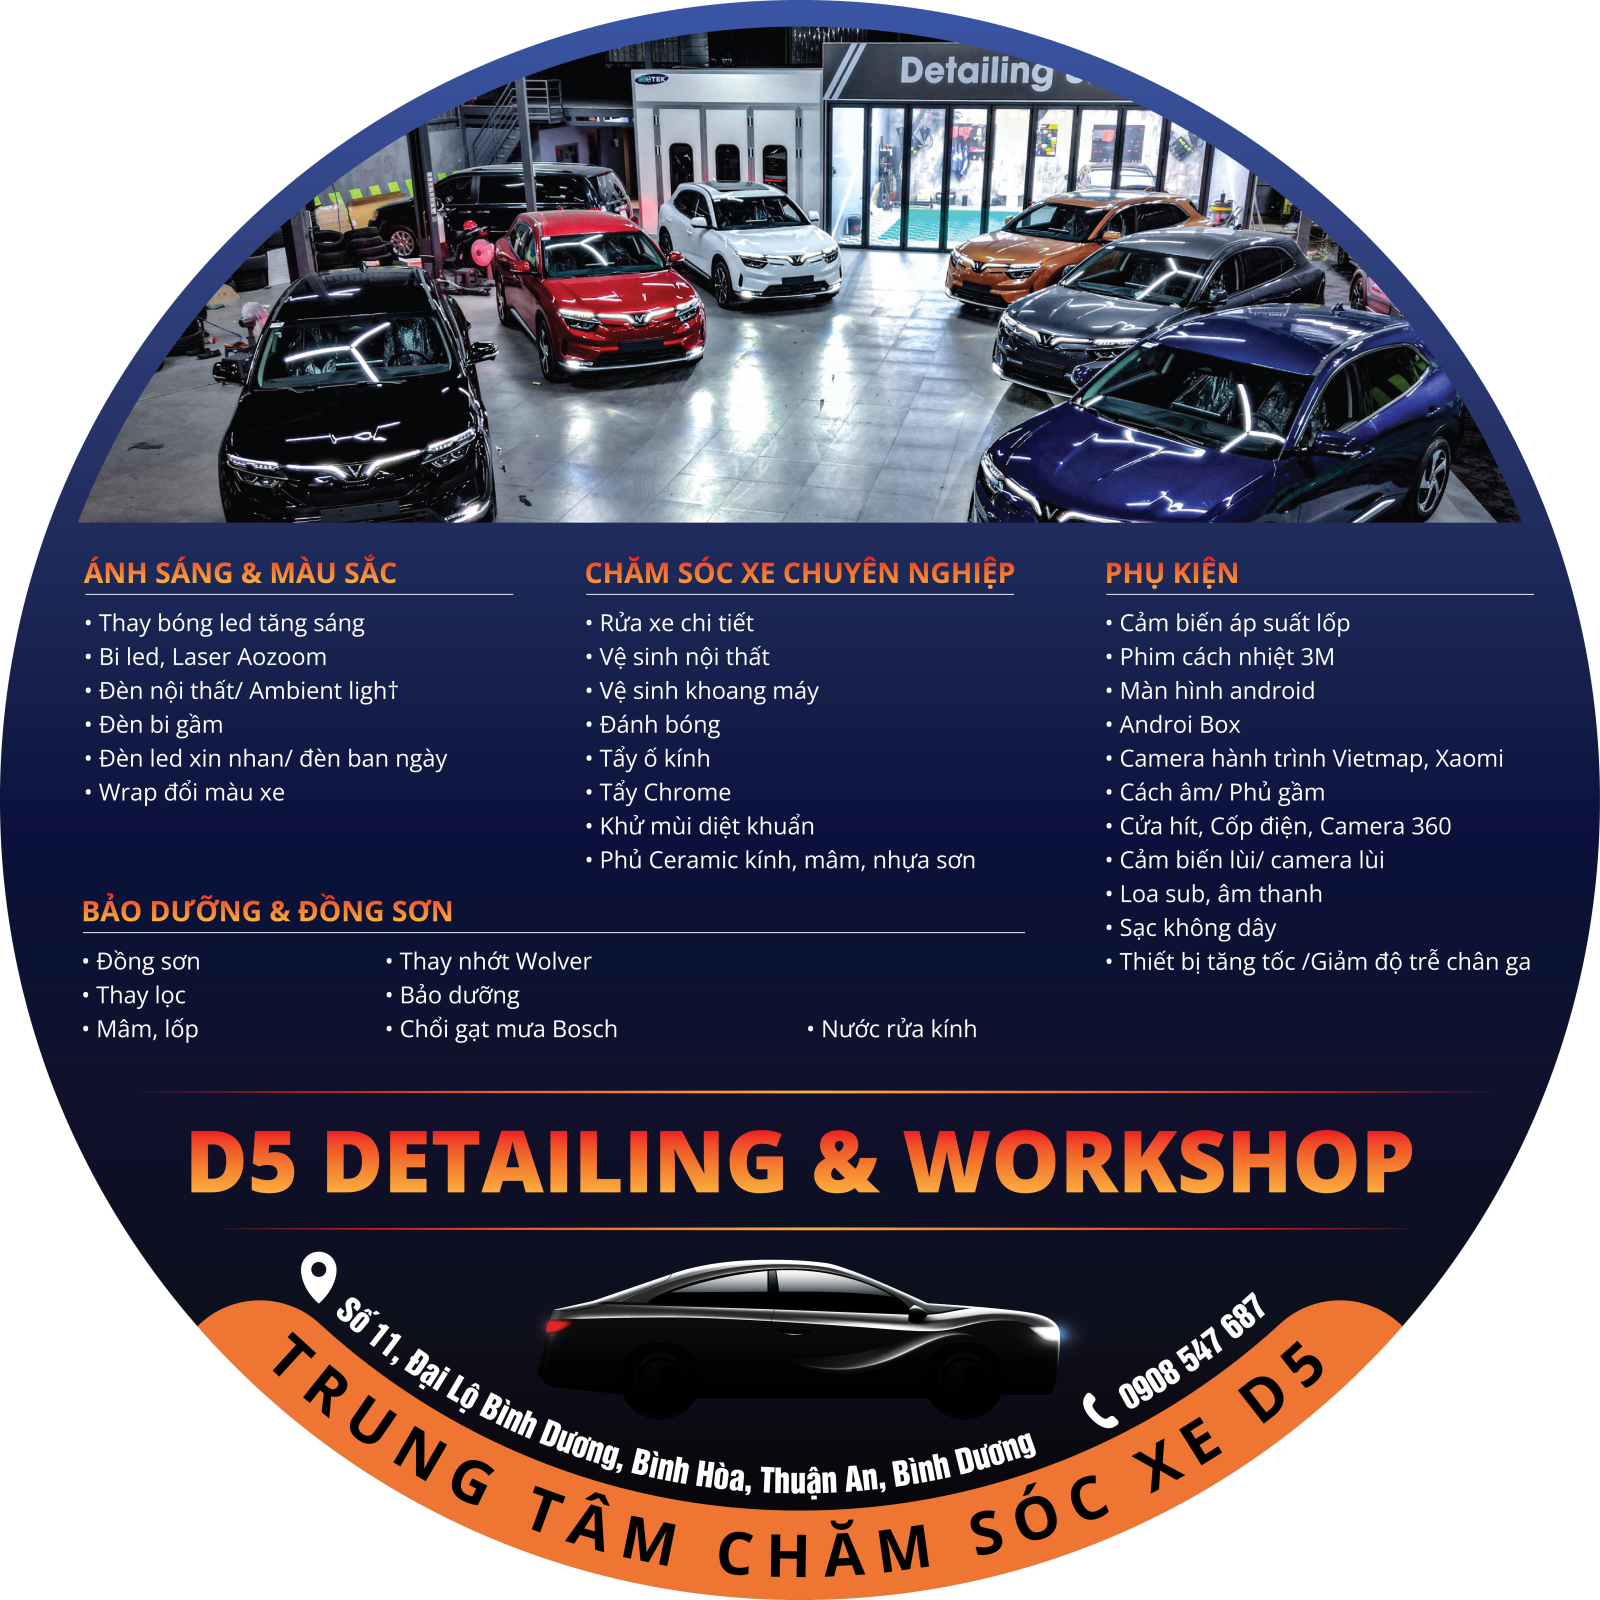 Detailing
ÁNH SÁNG & MÀU SẮC
• Thay bóng led tăng sáng
• Bi led, Laser Aozoom
• Đèn nội thất/ Ambient ligh†
• Đèn bi gầm
• Đèn led xin nhan/ đèn ban ngày
• Wrap đổi màu xe
CHĂM SÓC XE CHUYÊN NGHIỆP
• Rửa xe chi tiết
• Vệ sinh nội thất
• Vệ sinh khoang máy
• Đánh bóng
• Tẩy ố kính
• Tẩy Chrome
• Khử mùi diệt khuẩn
• Phủ Ceramic kính, mâm, nhựa sơn
PHỤ KIỆN
• Cảm biến áp suất lốp
• Phim cách nhiệt 3M
• Màn hình android
• Androi Box
• Camera hành trình Vietmap, Xaomi
• Cách âm/ Phủ gầm
• Cửa hít, Cốp điện, Camera 360
• Cảm biến lùi/ camera lùi
• Loa sub, âm thanh
• Sạc không dây
• Thiết bị tăng tốc /Giảm độ trễ chân ga
BẢO DƯỠNG & ĐỒNG SƠN
• Đồng sơn
• Thay lọc
• Mâm, lốp
• Thay nhớt Wolver
• Bảo dưỡng
• Chổi gạt mưa Bosch
• Nước rửa kính
D5 DETAILING & WORKSHOP
Số 11, Đại Lộ Bình Dương, Bình Hòa, Thuận An, Bình Dương
0908 547 687
TRUNG TÂM CHĂM SÓC XE D5